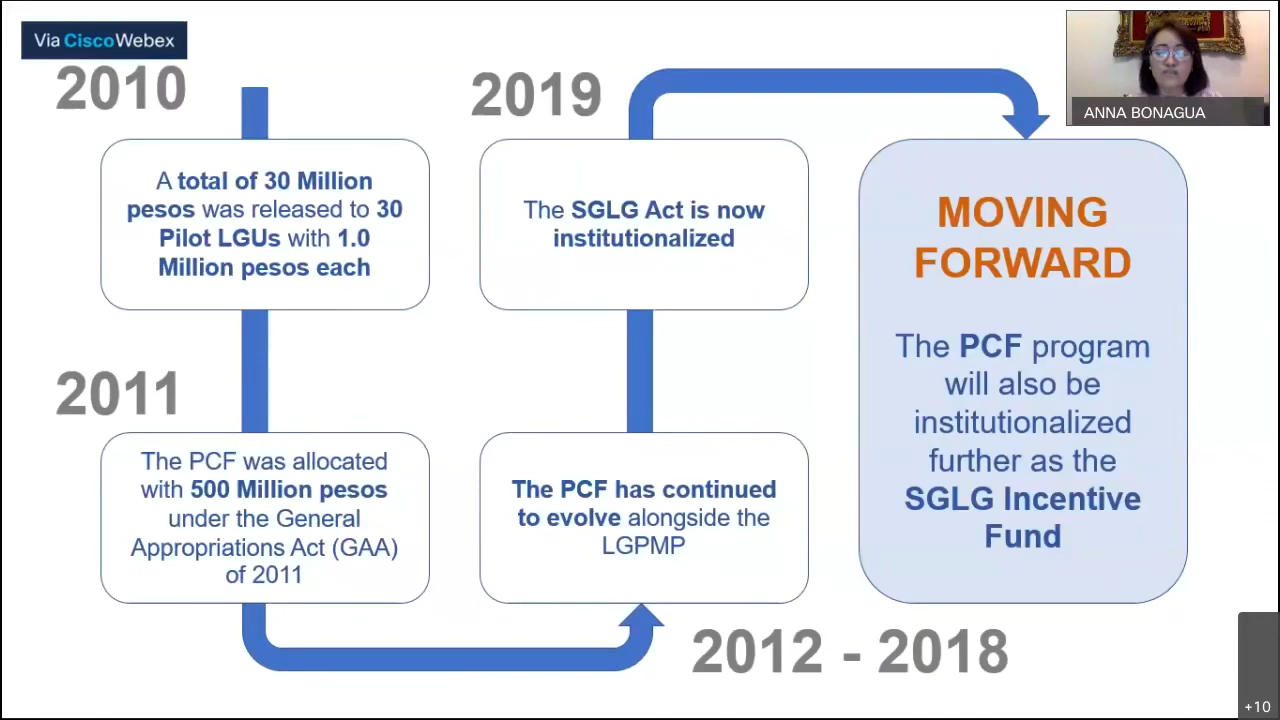 Via CiscoWebex
ANNA BONAGUA
2010
A total of 30 Million
pesos was released to 30
Pilot LGUs with 1.0
Million pesos each
2011
The PCF was allocated
with 500 Million pesos
under the General
Appropriations Act (GAA)
of 2011
2012 - 2018
The PCF has continued
to evolve alongside the
LGPMP
2019
The SGLG Act is now
institutionalized
MOVING
FORWARD
The PCF program
will also be
institutionalized
further as the
SGLG Incentive
Fund
+10